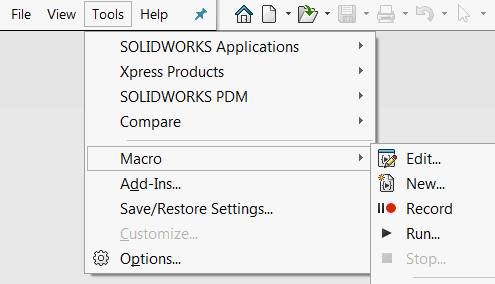 File View Tools Help
SOLIDWORKS Applications
Xpress Products
SOLIDWORKS PDM
Compare
Macro
Add-Ins...
Save/Restore Settings...
Customize...
Options...
Edit...
New...
Record
Run...
Stop...